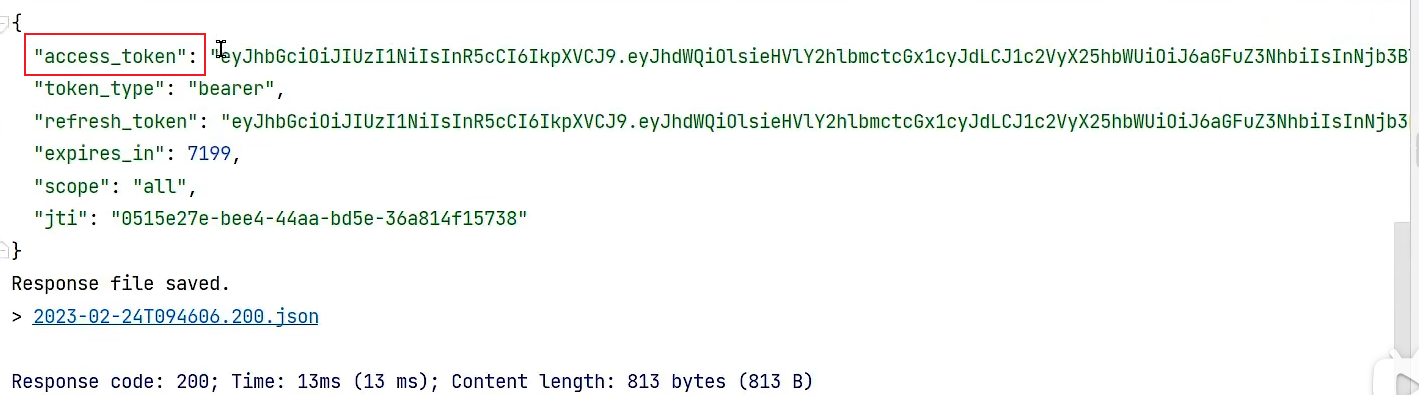 {
"access_token": "eyJhbGciOiJIUzI1NiIsInR5cCI6IkpXVCJ9.eyJhdWQiOlsieHVlY2hlbmctcGx1cyJdLCJ1c2VyX25hbWUiOiJ6aGFuZ3NhbiIsInNjb3B
"token_type": "bearer",
"refresh_token": "eyJhbGciOiJIUzI1NiIsInR5cCI6IkpXVCJ9.eyJhdWQiOlsieHVlY2hlbmctcGx1cyJdLCJ1c2VyX25hbWUiOiJ6aGFuZ3NhbiIsInNjb3
"expires_in": 7199,
"scope": "all",
"jti": "0515e27e-bee4-44aa-bd5e-36a814f15738"
}
Response file saved.
> 2023-02-24T094606.200.json
Response code: 200; Time: 13ms (13 ms); Content length: 813 bytes (813 B)